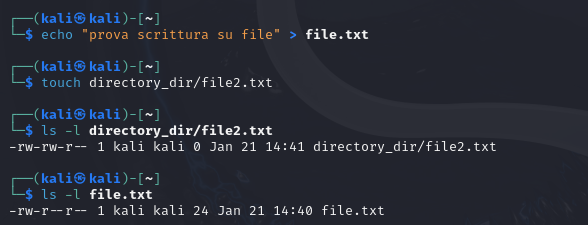 ┌──(kali㉿kali)-[~]
└─$ echo "prova scrittura su file" > file.txt
┌──(kali㉿kali)-[~]
└─$ touch directory_dir/file2.txt
┌──(kali㉿kali)-[~]
└─$ ls -l directory_dir/file2.txt
-rw-rw-r-- 1 kali kali 0 Jan 21 14:41 directory_dir/file2.txt
┌──(kali㉿kali)-[~]
└─$ ls -l file.txt
-rw-r--r-- 1 kali kali 24 Jan 21 14:40 file.txt